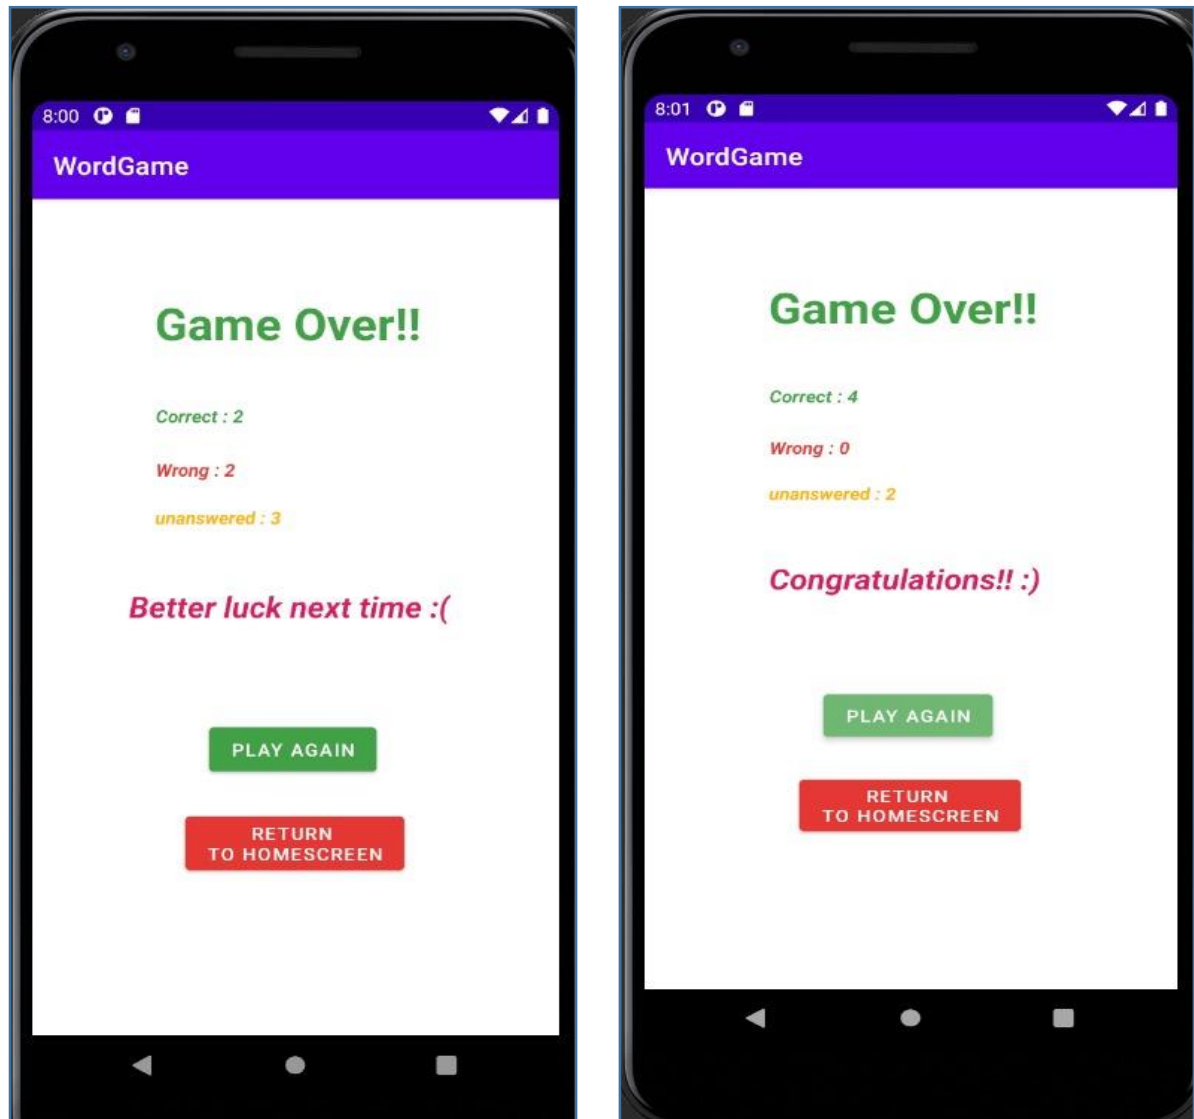 8:00
WordGame
Game Over!!
Correct : 2
Wrong : 2
unanswered : 3
Better luck next time :(
PLAY AGAIN
RETURN
TO HOMESCREEN
8:01
WordGame
Game Over!!
Correct : 4
Wrong : 0
unanswered : 2
Congratulations!! :)
PLAY AGAIN
RETURN
TO HOMESCREEN